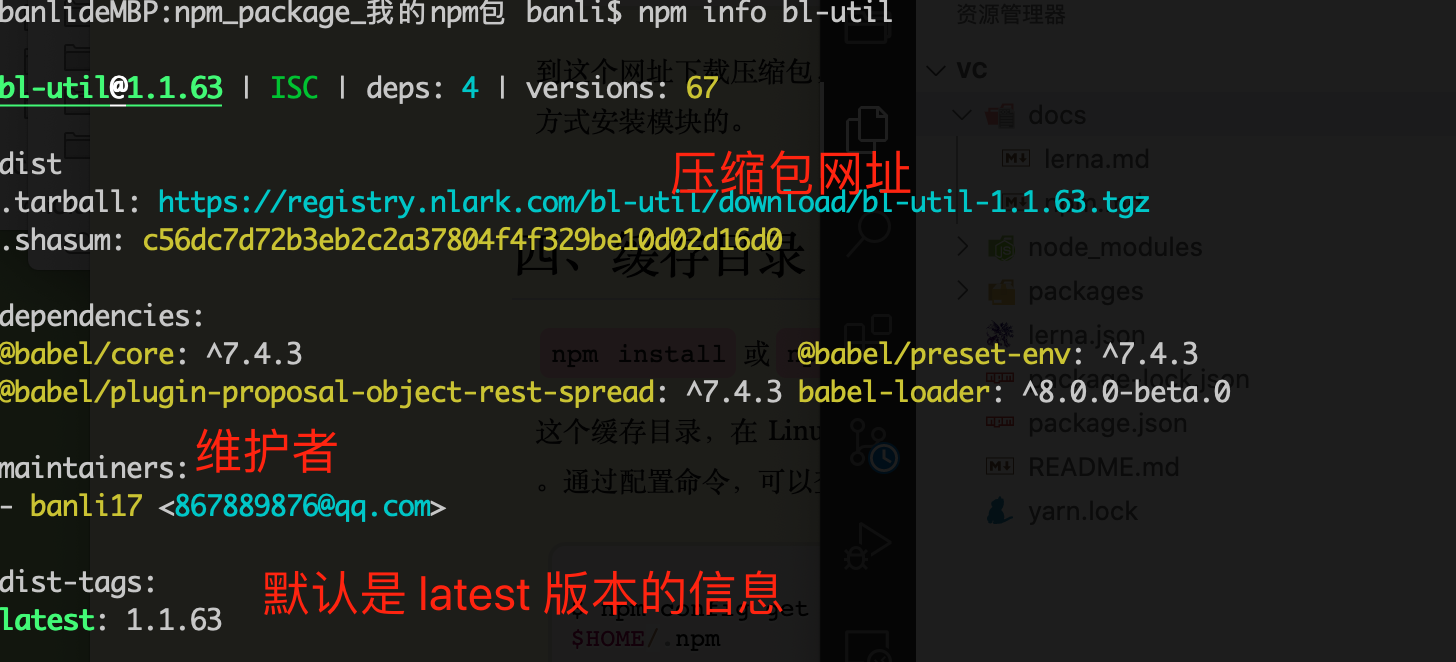 banlideMBP:npm_package_我的npm包 banli$ npm info bl-util
资源管理器
到这个网址下载压缩包
VC
bl-util@1.1.63 | ISC | deps: 4 | versions: 67
docs
方式安装模块的。
压缩包网址
dist
lerna.md
.tarball: https://registry.nlark.com/bl-util/download/bl-util-1.1.63.tgz
.shasum: c56dc7d72b3eb2c2a37804f4f329be10d02d16d0
四、缓存目录
node_modules
packages
dependencies:
lerna.json
npm install 或
@babel/core: ^7.4.3 @babel/preset-env: ^7.4.3
package-lock.json
@babel/plugin-proposal-object-rest-spread: ^7.4.3 babel-loader: ^8.0.0-beta.0
package.json
这个缓存目录，在 Linu
维护者
maintainers:
README.md
。通过配置命令，可以
- banli17 <867889876@qq.com>
yarn.lock
默认是 latest 版本的信息
dist-tags:
$ npm config get
latest: 1.1.63
$HOME/.npm